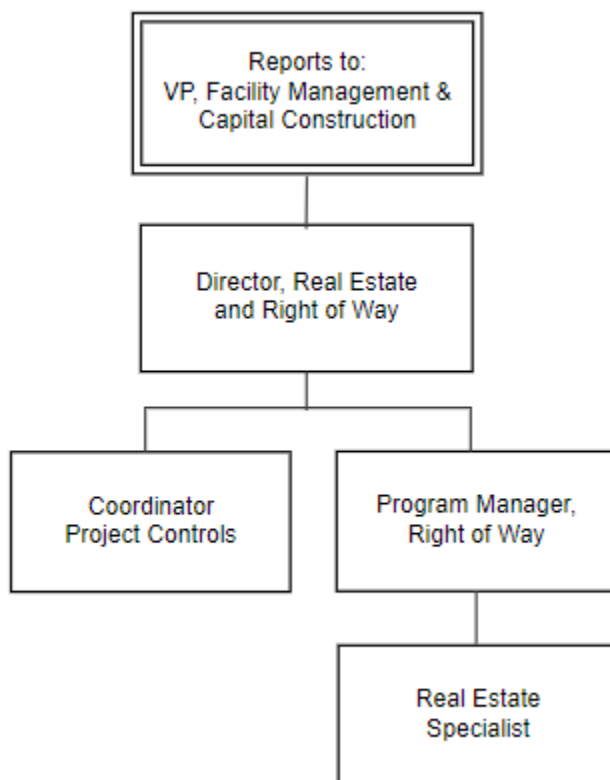 Reports to:
VP, Facility Management &
Capital Construction
Director, Real Estate
and Right of Way
Coordinator
Project Controls
Program Manager,
Right of Way
Real Estate
Specialist